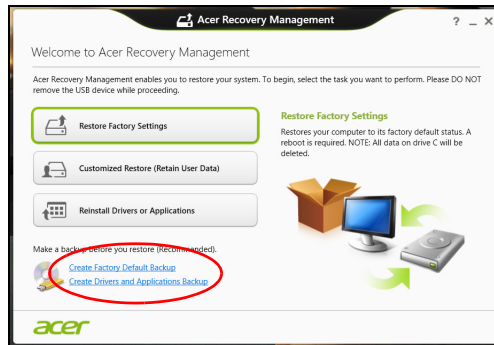 Acer Recovery Management
? _ X
Welcome to Acer Recovery Management
Acer Recovery Management enables you to restore your system. To begin, select the task you want to perform. Please DO NOT
remove the USB device while proceeding.
Restore Factory Settings
Customized Restore (Retain User Data)
Reinstall Drivers or Applications
Restore Factory Settings
Restores your computer to its factory default status. A
reboot is required. NOTE: All data on drive C will be
deleted.
Make a backup before you restore (Recommended).
Create Factory Default Backup
Create Drivers and Applications Backup
acer